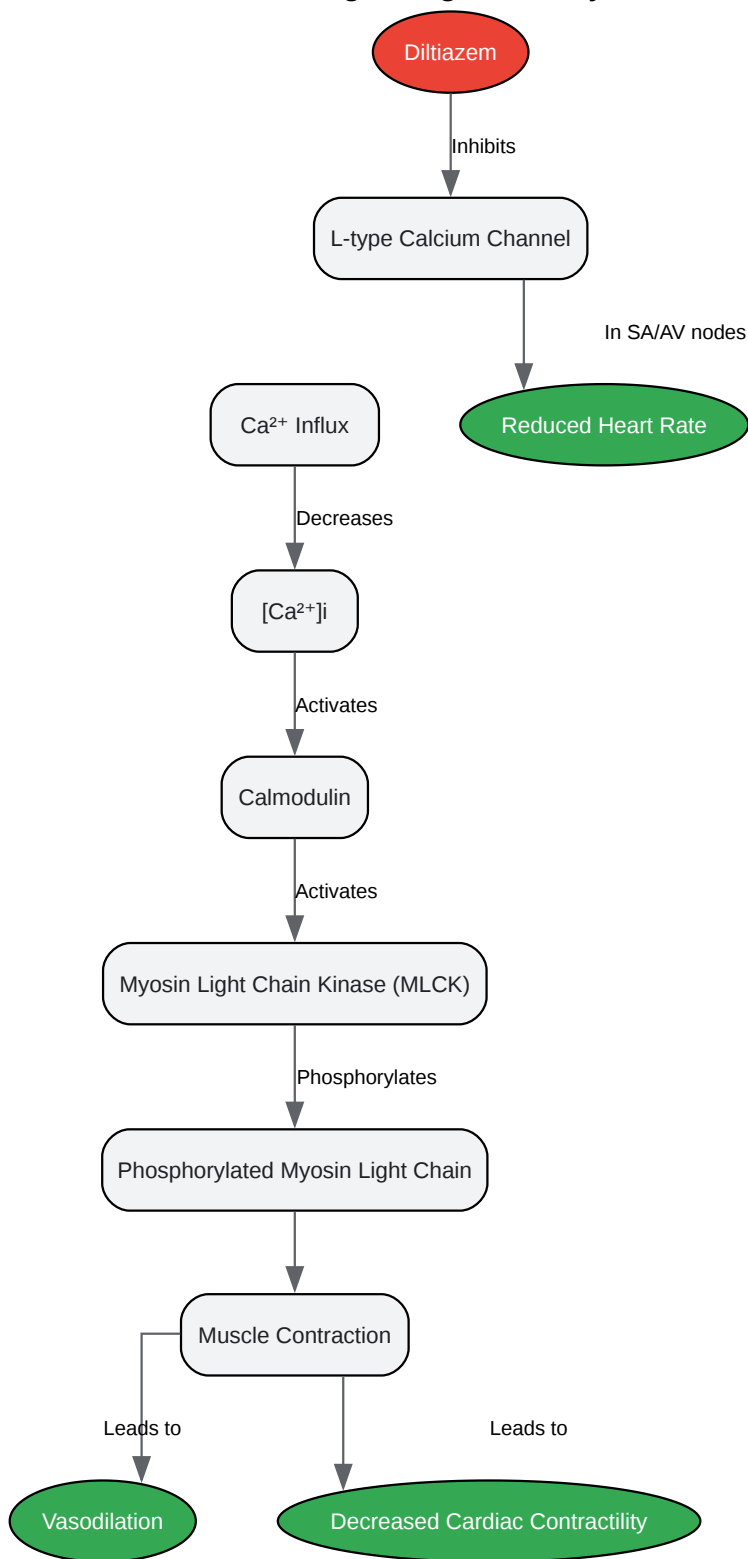 Diltiazem
Inhibits
L-type Calcium Channel
In SA/AV nodes
Ca²⁺ Influx
Reduced Heart Rate
Decreases
[Ca²⁺]i
Activates
Calmodulin
Activates
Myosin Light Chain Kinase (MLCK)
Phosphorylates
Phosphorylated Myosin Light Chain
Muscle Contraction
Leads to
Leads to
Vasodilation
Decreased Cardiac Contractility